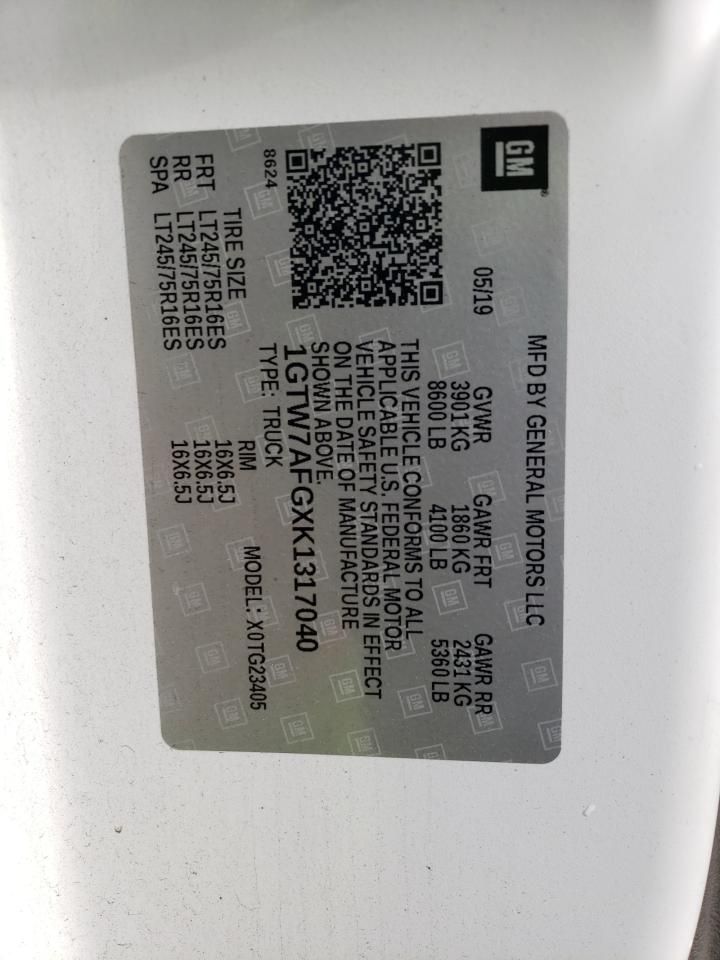 GM
MFD BY GENERAL MOTORS LLC
05/19 GVWR GAWR FRT GAWR RR
3901 KG 1860 KG 2431 KG
8600 LB 4100 LB 5360 LB
THIS VEHICLE CONFORMS TO ALL
APPLICABLE U.S. FEDERAL MOTOR
VEHICLE SAFETY STANDARDS IN EFFECT
ON THE DATE OF MANUFACTURE
SHOWN ABOVE.
1GTW7AFGXK1317040
8624 TYPE: TRUCK MODEL: X0TG23405
TIRE SIZE RIM
FRT LT245/75R16ES 16X6.5J
RR LT245/75R16ES 16X6.5J
SPA LT245/75R16ES 16X6.5J